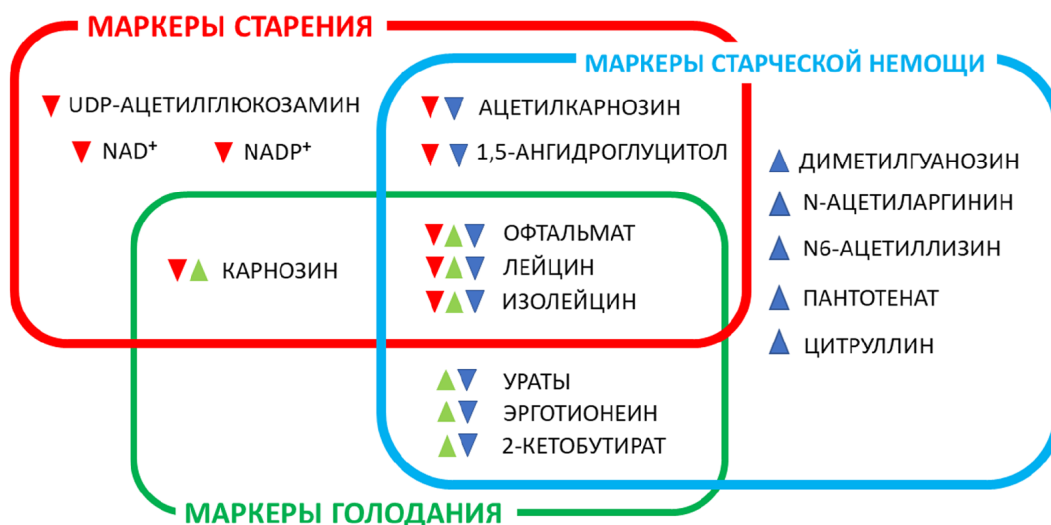 МАРКЕРЫ СТАРЕНИЯ
МАРКЕРЫ СТАРЧЕСКОЙ НЕМОЩИ
UDP-АЦЕТИЛГЛЮКОЗАМИН
NAD+ NADP+
АЦЕТИЛКАРНОЗИН
1,5-АНГИДРОГЛУЦИТОЛ
ДИМЕТИЛГУАНОЗИН
N-АЦЕТИЛАРГИНИН
N6-АЦЕТИЛЛИЗИН
ПАНТОТЕНАТ
ЦИТРУЛЛИН
КАРНОЗИН
ОФТАЛЬМАТ
ЛЕЙЦИН
ИЗОЛЕЙЦИН
УРАТЫ
ЭРГОТИОНЕИН
2-КЕТОБУТИРАТ
МАРКЕРЫ ГОЛОДАНИЯ